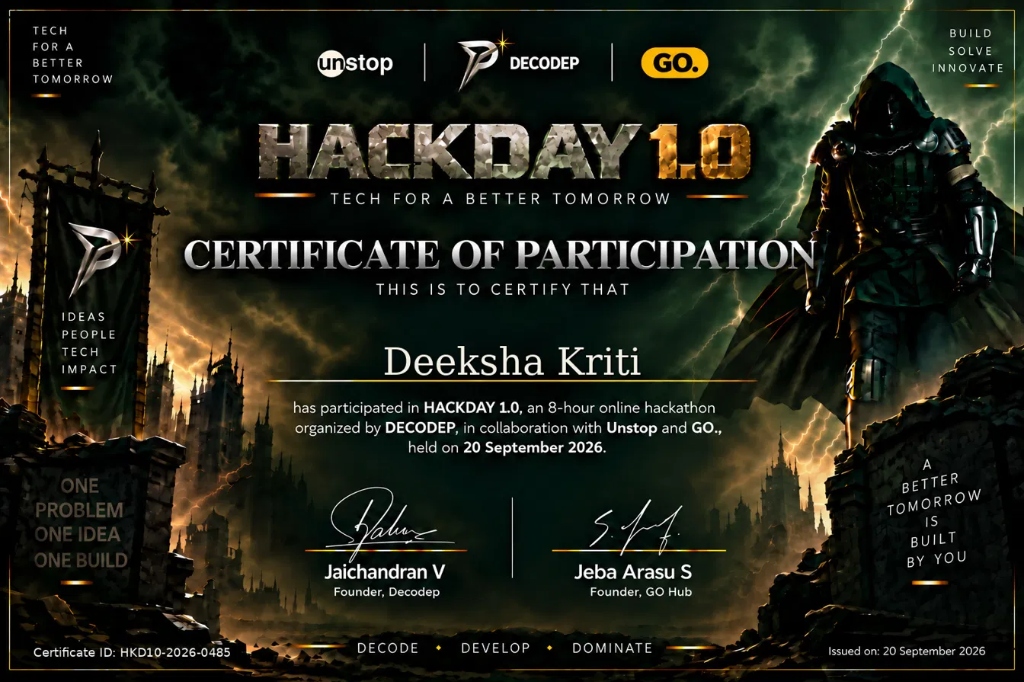 TECH
FOR A
BETTER
TOMORROW
unstop
DECODEP
GO.
BUILD
SOLVE
INNOVATE
HACKDAY 1.0
TECH FOR A BETTER TOMORROW
CERTIFICATE OF PARTICIPATION
THIS IS TO CERTIFY THAT
IDEAS
PEOPLE
TECH
IMPACT
Deeksha Kriti
has participated in HACKDAY 1.0, an 8-hour online hackathon
organized by DECODEP, in collaboration with Unstop and GO.,
held on 20 September 2026.
ONE
PROBLEM
ONE IDEA
ONE BUILD
A
BETTER
TOMORROW
IS
BUILT
BY YOU
Jaichandran V
Founder, Decodep
Jeba Arasu S
Founder, GO Hub
Certificate ID: HKD10-2026-0485
DECODE • DEVELOP • DOMINATE
Issued on: 20 September 2026